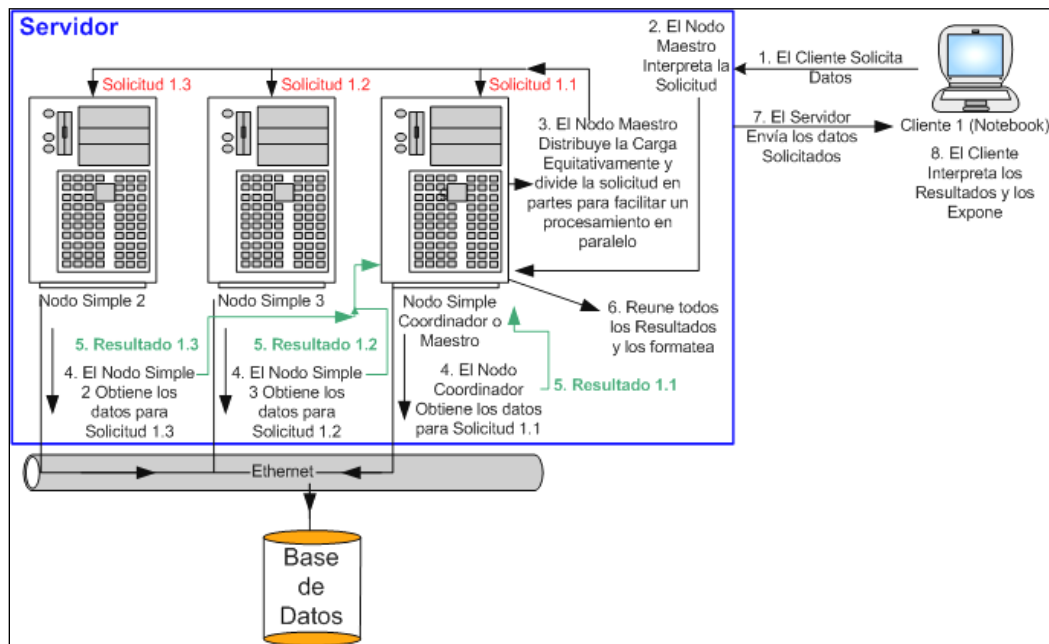 Servidor
Solicitud 1.3
Solicitud 1.2
Solicitud 1.1
2. El Nodo
Maestro
Interpreta la
Solicitud
1. El Cliente Solicita
Datos
7. El Servidor
Envía los datos
Solicitados
Cliente 1 (Notebook)
8. El Cliente
Interpreta los
Resultados y los
Expone
3. El Nodo Maestro
Distribuye la Carga
Equitativamente y
divide la solicitud en
partes para facilitar un
procesamiento en
paralelo
Nodo Simple 2
Nodo Simple 3
Nodo Simple
Coordinador o
Maestro
6. Reune todos
los Resultados
y los formatea
5. Resultado 1.3
5. Resultado 1.2
5. Resultado 1.1
4. El Nodo Simple
2 Obtiene los
datos para
Solicitud 1.3
4. El Nodo Simple
3 Obtiene los
datos para
Solicitud 1.2
4. El Nodo
Coordinador
Obtiene los datos
para Solicitud 1.1
Ethernet
Base
de
Datos